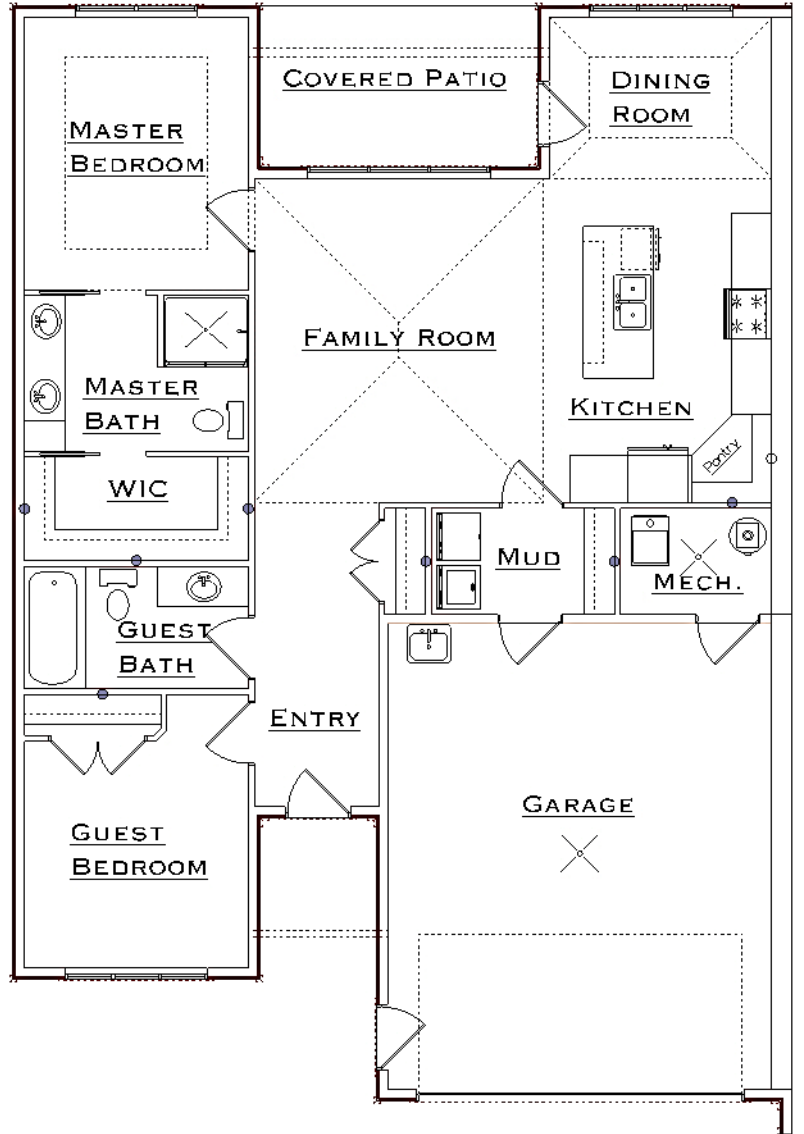 COVERED PATIO
DINING
ROOM
MASTER
BEDROOM
FAMILY ROOM
MASTER
BATH
KITCHEN
Pantry
WIC
MUD
MECH.
GUEST
BATH
ENTRY
GARAGE
GUEST
BEDROOM